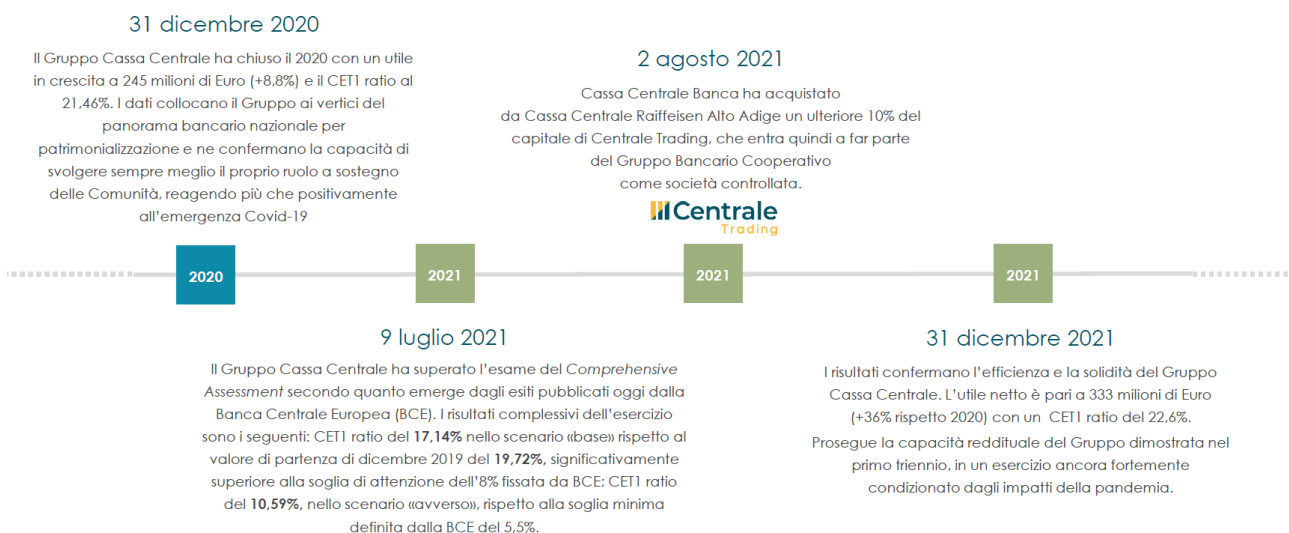 31 dicembre 2020
Il Gruppo Cassa Centrale ha chiuso il 2020 con un utile
in crescita a 245 milioni di Euro (+8,8%) e il CET1 ratio al
21,46%. I dati collocano il Gruppo ai vertici del
panorama bancario nazionale per
patrimonializzazione e ne confermano la capacità di
svolgere sempre meglio il proprio ruolo a sostegno
delle Comunità, reagendo più che positivamente
all'emergenza Covid-19
2020
2021
9 luglio 2021
Il Gruppo Cassa Centrale ha superato l'esame del Comprehensive
Assessment secondo quanto emerge dagli esiti pubblicati oggi dalla
Banca Centrale Europea (BCE). I risultati complessivi dell'esercizio
sono i seguenti: CET1 ratio del 17,14% nello scenario «base» rispetto al
valore di partenza di dicembre 2019 del 19,72%, significativamente
superiore alla soglia di attenzione dell'8% fissata da BCE; CET1 ratio
del 10,59%, nello scenario «avverso», rispetto alla soglia minima
definita dalla BCE del 5,5%.
2 agosto 2021
Cassa Centrale Banca ha acquistato
da Cassa Centrale Raiffeisen Alto Adige un ulteriore 10% del
capitale di Centrale Trading, che entra quindi a far parte
del Gruppo Bancario Cooperativo
come società controllata.
Centrale
Trading
2021
2021
31 dicembre 2021
I risultati confermano l'efficienza e la solidità del Gruppo
Cassa Centrale. L'utile netto è pari a 333 milioni di Euro
(+36% rispetto 2020) con un CET1 ratio del 22,6%.
Prosegue la capacità reddituale del Gruppo dimostrata nel
primo triennio, in un esercizio ancora fortemente
condizionato dagli impatti della pandemia.